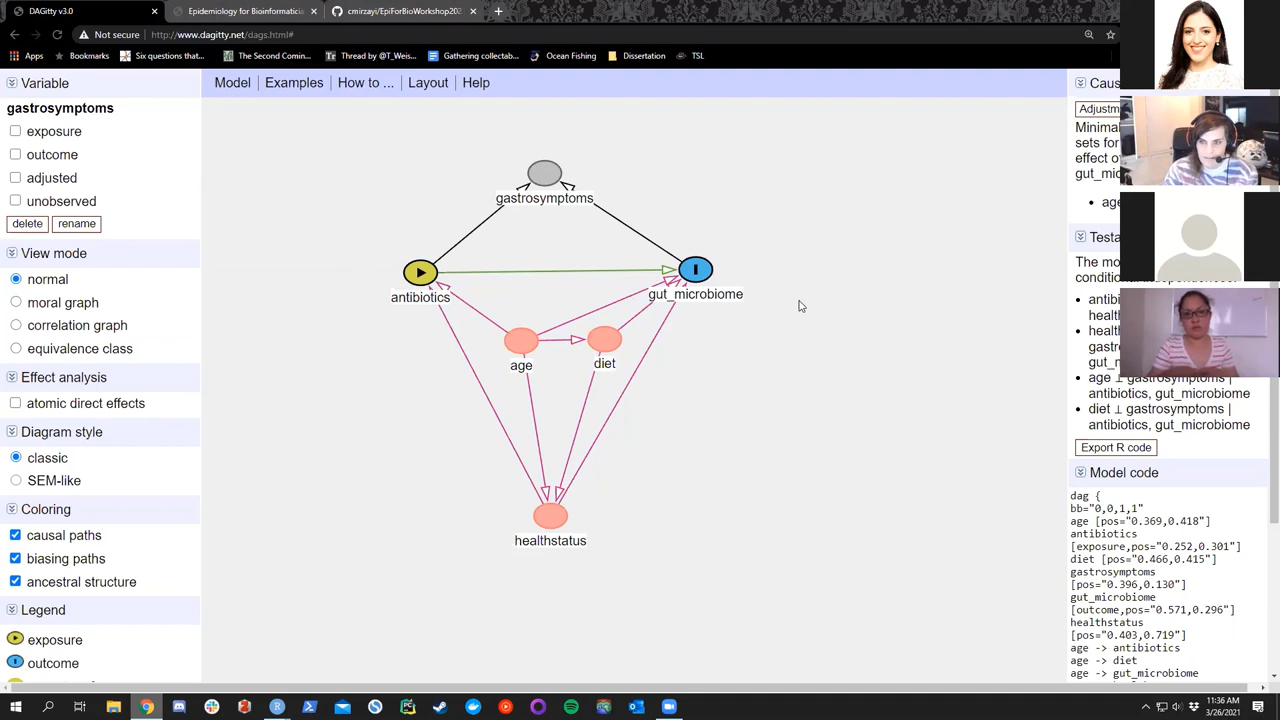 DAGitty v3.0
Epidemiology for Bioinformatician
cmirzayi/EpiForBioWorkshop202
Not secure
http://www.dagitty.net/dags.html#
Apps
Bookmarks
Six questions that...
The Second Comin...
Thread by @T_Weis...
Gathering collectab...
Ocean Fishing
Dissertation
TSL
Variable
gastrosymptoms
exposure
outcome
adjusted
unobserved
delete
rename
View mode
normal
moral graph
correlation graph
equivalence class
Effect analysis
atomic direct effects
Diagram style
classic
SEM-like
Coloring
causal paths
biasing paths
ancestral structure
Legend
exposure
outcome
Model
Examples
How to ...
Layout
Help
gastrosymptoms
antibiotics
gut_microbiome
age
diet
healthstatus
Caus
Adjustm
Minima
sets for
effect o
gut_mic
age
Testa
The mo
conditional independences:
antibi
health
health
gastro
gut_m
age ⊥ gastrosymptoms |
antibiotics, gut_microbiome
diet ⊥ gastrosymptoms |
antibiotics, gut_microbiome
Export R code
Model code
dag {
bb="0,0,1,1"
age [pos="0.369,0.418"]
antibiotics
[exposure,pos="0.252,0.301"]
diet [pos="0.466,0.415"]
gastrosymptoms
[pos="0.396,0.130"]
gut_microbiome
[outcome,pos="0.571,0.296"]
healthstatus
[pos="0.403,0.719"]
age -> antibiotics
age -> diet
age -> gut_microbiome
11:36 AM
3/26/2021